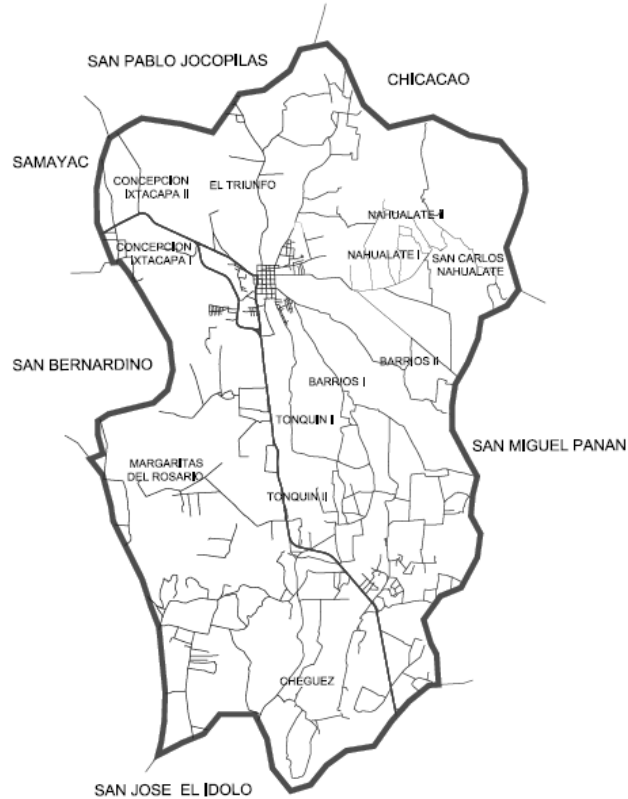 SAN PABLO JOCOPILAS
CHICACAO
SAMAYAC
CONCEPCION
IXTACAPA II
EL TRIUNFO
NAHUALATE II
CONCEPCION
IXTACAPA I
NAHUALATE I
SAN CARLOS
NAHUALATE
SAN BERNARDINO
BARRIOS II
BARRIOS I
TONQUIN I
SAN MIGUEL PANAN
MARGARITAS
DEL ROSARIO
TONQUIN II
CHEGUEZ
SAN JOSE EL IDOLO